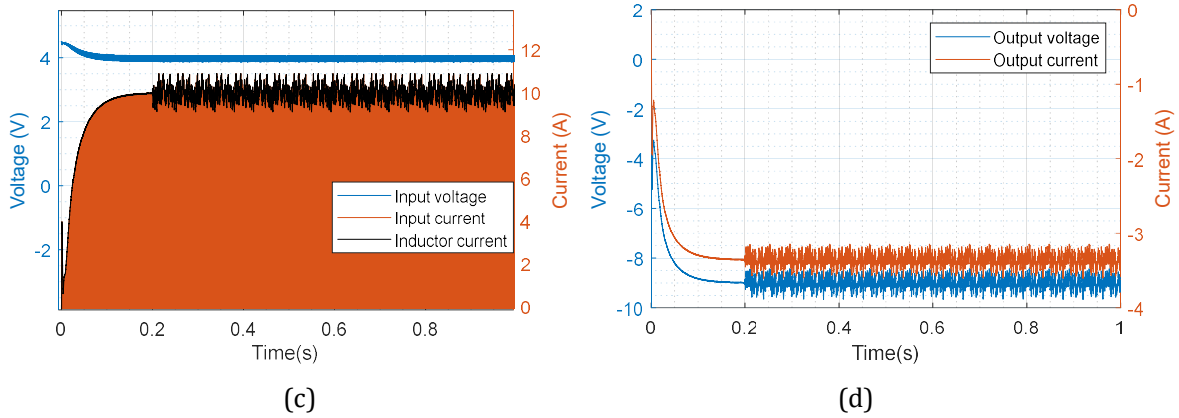 4
2
0
-2
Voltage (V)
12
10
8
6
4
2
0
Current (A)
Input voltage
Input current
Inductor current
0
0.2
0.4
0.6
0.8
Time(s)
(c)
2
0
-2
-4
-6
-8
-10
Voltage (V)
0
-1
-2
-3
-4
Current (A)
Output voltage
Output current
0
0.2
0.4
0.6
0.8
1
Time(s)
(d)